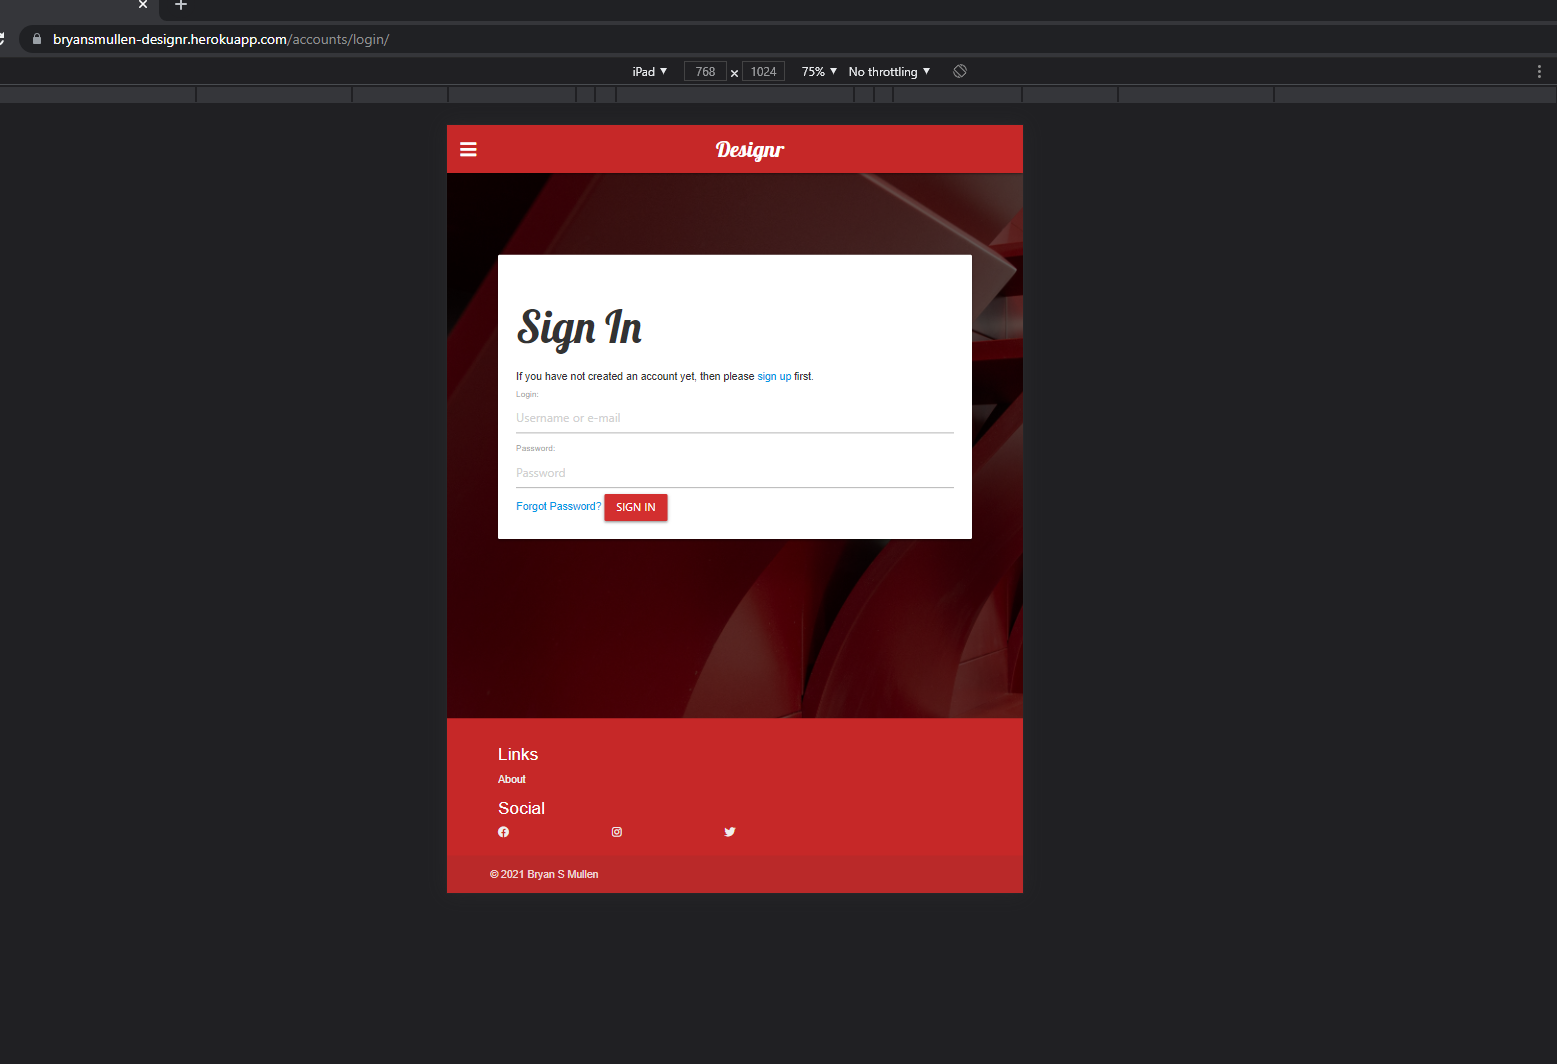 bryansmullen-designr.herokuapp.com/accounts/login/
iPad ▼ 768 × 1024 75% ▼ No throttling ▼
Designr
Sign In
If you have not created an account yet, then please sign up first.
Login:
Username or e-mail
Password:
Password
Forgot Password? SIGN IN
Links
About
Social
© 2021 Bryan S Mullen